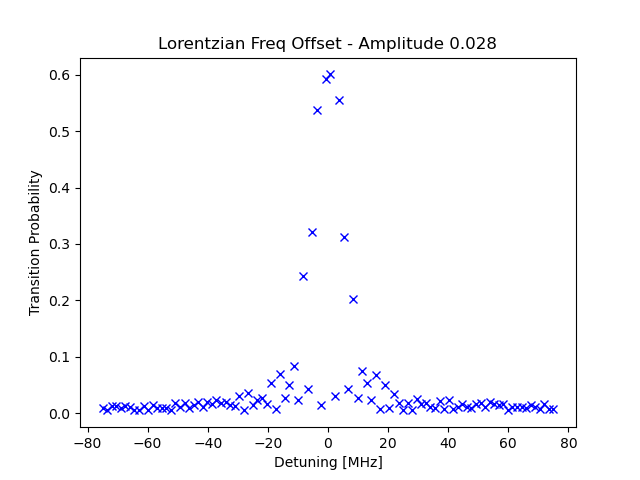 Lorentzian Freq Offset - Amplitude 0.028
0.6
0.5
0.4
0.3
0.2
0.1
0.0
Transition Probability
−80 −60 −40 −20 0 20 40 60 80
Detuning [MHz]